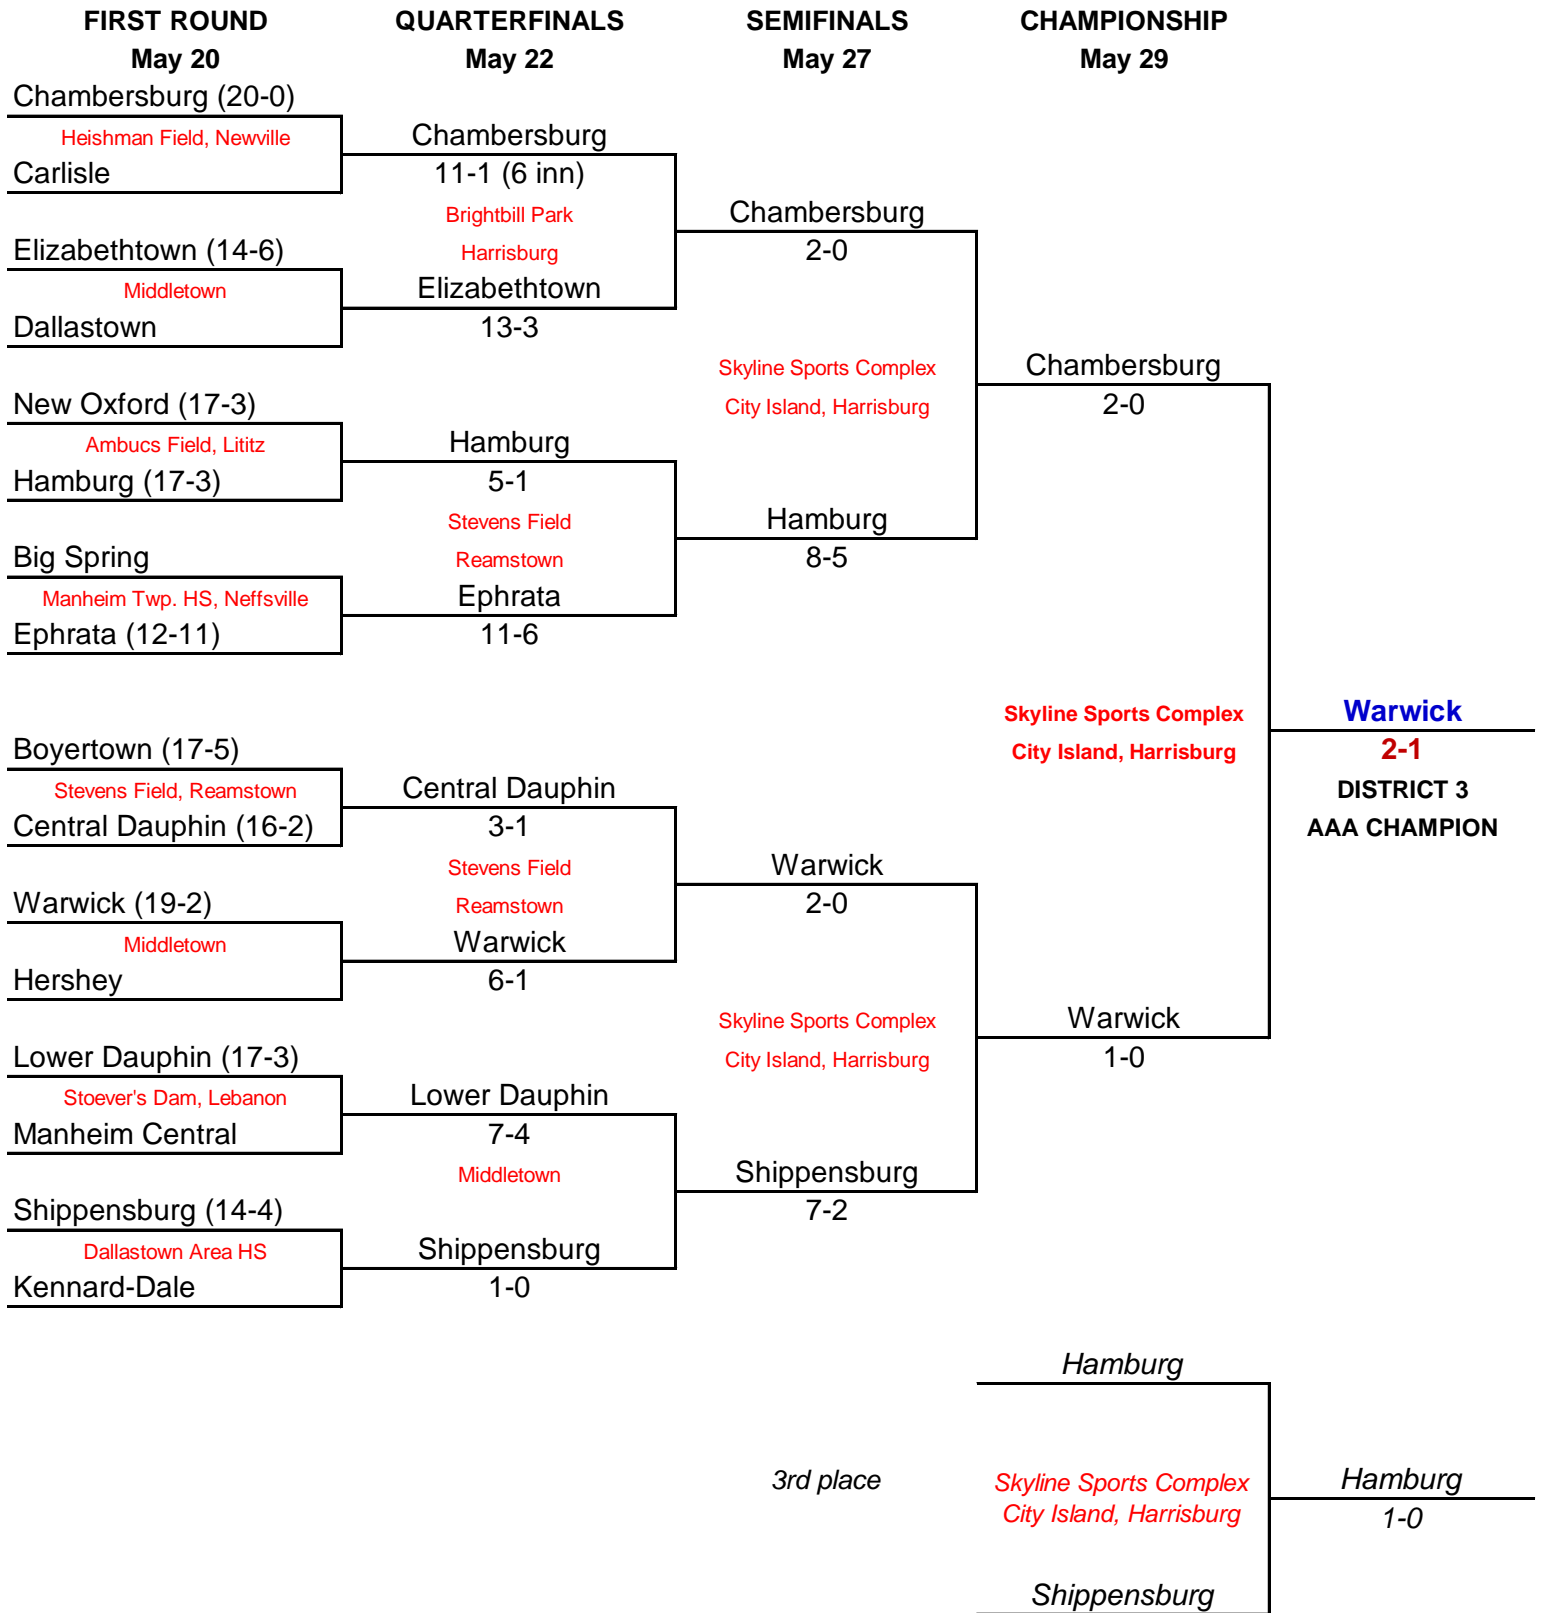 FIRST ROUND
May 20
QUARTERFINALS
May 22
SEMIFINALS
May 27
CHAMPIONSHIP
May 29
Chambersburg (20-0)
Heishman Field, Newville
Carlisle
Elizabethtown (14-6)
Middletown
Dallastown
New Oxford (17-3)
Ambucs Field, Lititz
Hamburg (17-3)
Big Spring
Manheim Twp. HS, Neffsville
Ephrata (12-11)
Boyertown (17-5)
Stevens Field, Reamstown
Central Dauphin (16-2)
Warwick (19-2)
Middletown
Hershey
Lower Dauphin (17-3)
Stoever's Dam, Lebanon
Manheim Central
Shippensburg (14-4)
Dallastown Area HS
Kennard-Dale
Chambersburg
11-1 (6 inn)
Brightbill Park
Harrisburg
Elizabethtown
13-3
Hamburg
5-1
Stevens Field
Reamstown
Ephrata
11-6
Central Dauphin
3-1
Stevens Field
Reamstown
Warwick
6-1
Lower Dauphin
7-4
Middletown
Shippensburg
1-0
Chambersburg
2-0
Skyline Sports Complex
City Island, Harrisburg
Hamburg
8-5
Warwick
2-0
Skyline Sports Complex
City Island, Harrisburg
Shippensburg
7-2
Chambersburg
2-0
Skyline Sports Complex
City Island, Harrisburg
Warwick
1-0
Warwick
2-1
DISTRICT 3
AAA CHAMPION
3rd place
Hamburg
Skyline Sports Complex
City Island, Harrisburg
Shippensburg
Hamburg
1-0